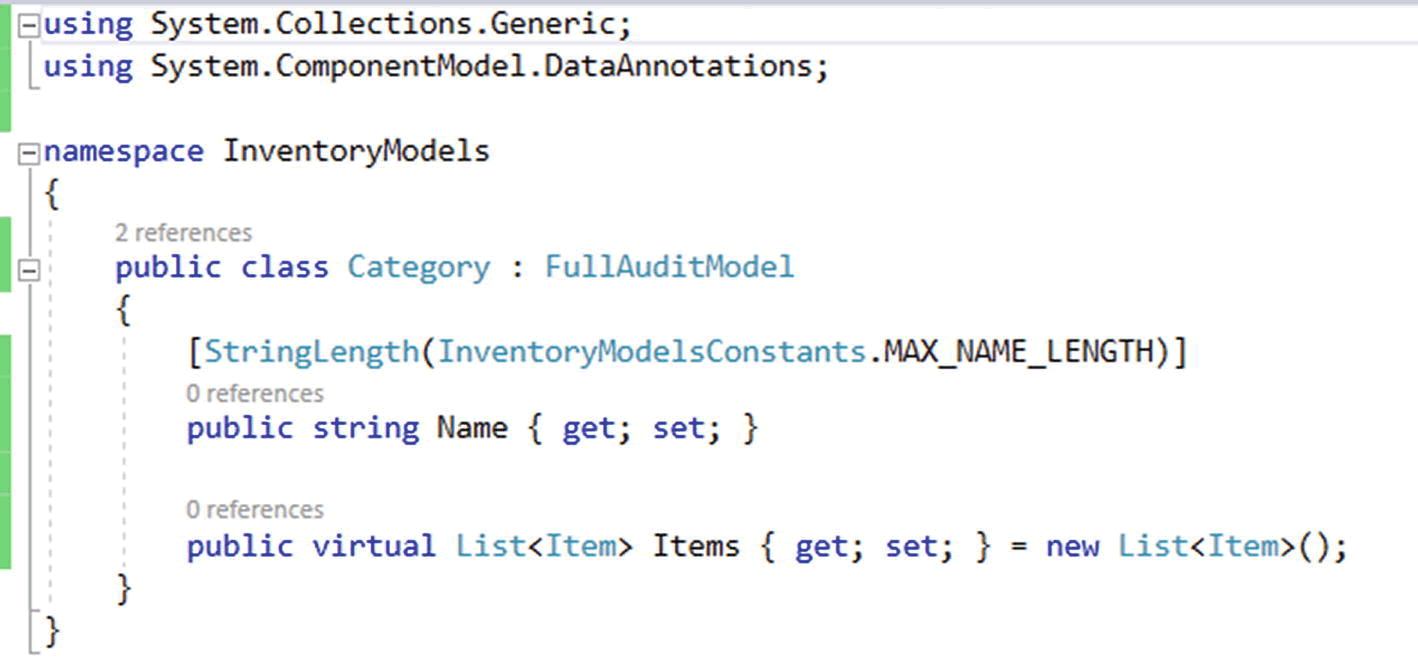 using System.Collections.Generic;
using System.ComponentModel.DataAnnotations;
namespace InventoryModels
{
2 references
public class Category : FullAuditModel
{
[StringLength(InventoryModelsConstants.MAX_NAME_LENGTH)]
0 references
public string Name { get; set; }
0 references
public virtual List<Item> Items { get; set; } = new List<Item>();
}
}